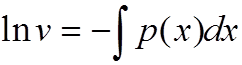 ln v = −∫ p(x)dx